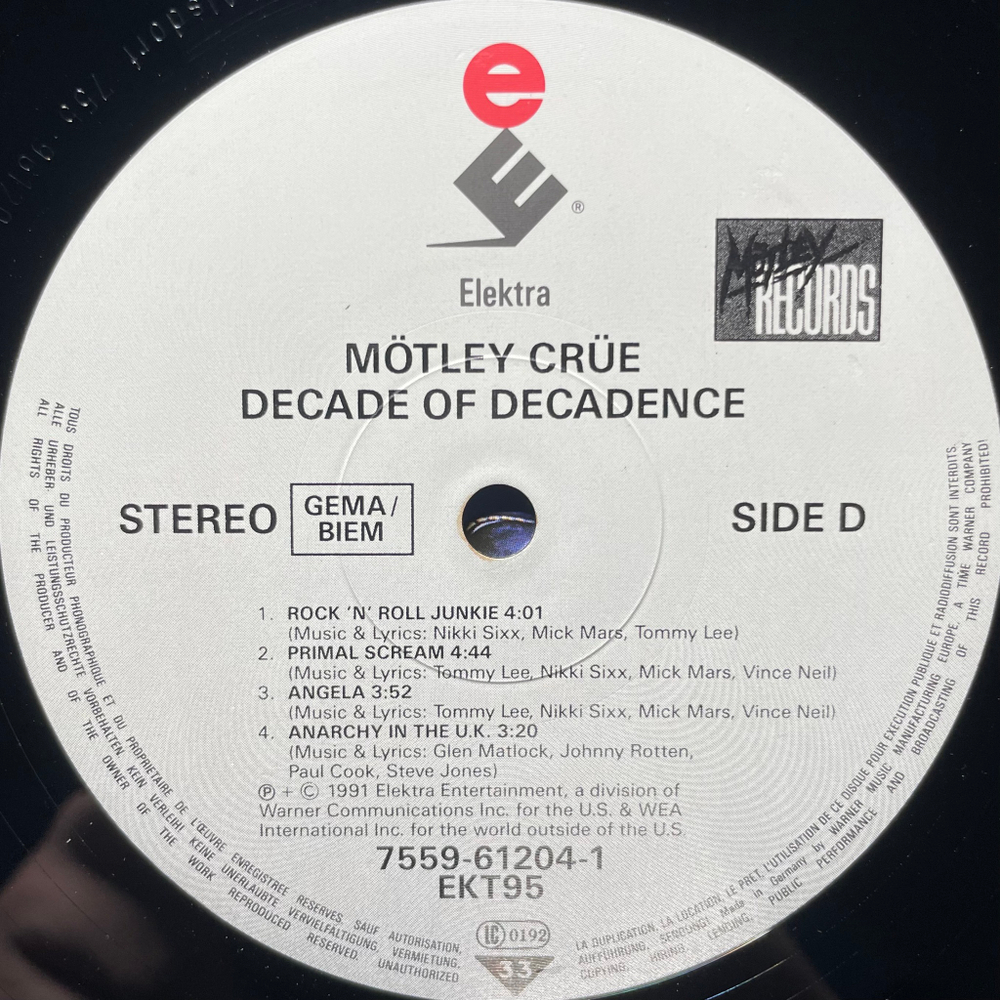 e
E
®
Elektra
MÖTLEY
RECORDS
MÖTLEY CRÜE
DECADE OF DECADENCE
STEREO
GEMA/
BIEM
SIDE D
1. ROCK 'N' ROLL JUNKIE 4:01
(Music & Lyrics: Nikki Sixx, Mick Mars, Tommy Lee)
2. PRIMAL SCREAM 4:44
(Music & Lyrics: Tommy Lee, Nikki Sixx, Mick Mars, Vince Neil)
3. ANGELA 3:52
(Music & Lyrics: Tommy Lee, Nikki Sixx, Mick Mars, Vince Neil)
4. ANARCHY IN THE U.K. 3:20
(Music & Lyrics: Glen Matlock, Johnny Rotten,
Paul Cook, Steve Jones)
℗ + © 1991 Elektra Entertainment, a division of
Warner Communications Inc. for the U.S. & WEA
International Inc. for the world outside of the U.S.
7559-61204-1
EKT95
LC 0192
33
TOUS DROITS DU PRODUCTEUR PHONOGRAPHIQUE ET DU PROPRIETAIRE DE L'ŒUVRE ENREGISTREE RESERVES. SAUF AUTORISATION, LA DUPLICATION, LA LOCATION, LE PRET, L'UTILISATION DE CE DISQUE POUR EXECUTION PUBLIQUE ET RADIODIFFUSION SONT INTERDITS.
ALLE URHEBER- UND LEISTUNGSSCHUTZRECHTE VORBEHALTEN. KEIN VERLEIH! KEINE UNERLAUBTE VERVIELFÄLTIGUNG, VERMIETUNG, AUFFÜHRUNG, SENDUNG! Made in Germany by WARNER MUSIC MANUFACTURING EUROPE, A TIME WARNER COMPANY
ALL RIGHTS OF THE PRODUCER AND OF THE OWNER OF THE WORK REPRODUCED RESERVED. UNAUTHORIZED COPYING, HIRING, LENDING, PUBLIC PERFORMANCE AND BROADCASTING OF THIS RECORD PROHIBITED!